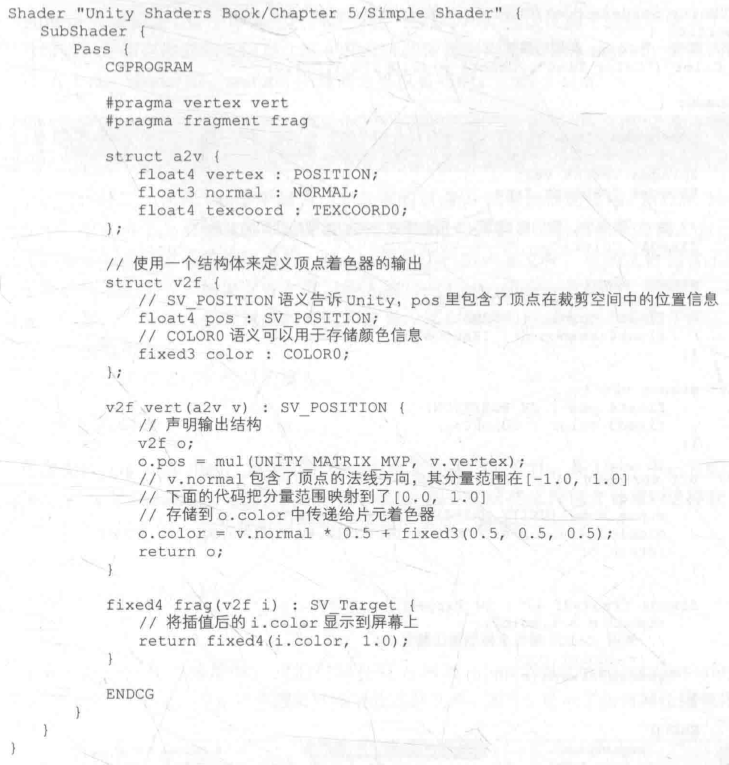 Shader "Unity Shaders Book/Chapter 5/Simple Shader" {
SubShader {
Pass {
CGPROGRAM
#pragma vertex vert
#pragma fragment frag
struct a2v {
float4 vertex : POSITION;
float3 normal : NORMAL;
float4 texcoord : TEXCOORD0;
};
// 使用一个结构体来定义顶点着色器的输出
struct v2f {
// SV_POSITION 语义告诉 Unity，pos 里包含了顶点在裁剪空间中的位置信息
float4 pos : SV_POSITION;
// COLOR0 语义可以用于存储颜色信息
fixed3 color : COLOR0;
};
v2f vert(a2v v) : SV_POSITION {
// 声明输出结构
v2f o;
o.pos = mul(UNITY_MATRIX_MVP, v.vertex);
// v.normal 包含了顶点的法线方向，其分量范围在[-1.0, 1.0]
// 下面的代码把分量范围映射到了[0.0, 1.0]
// 存储到 o.color 中传递给片元着色器
o.color = v.normal * 0.5 + fixed3(0.5, 0.5, 0.5);
return o;
}
fixed4 frag(v2f i) : SV_Target {
// 将插值后的 i.color 显示到屏幕上
return fixed4(i.color, 1.0);
}
ENDCG
}
}
}